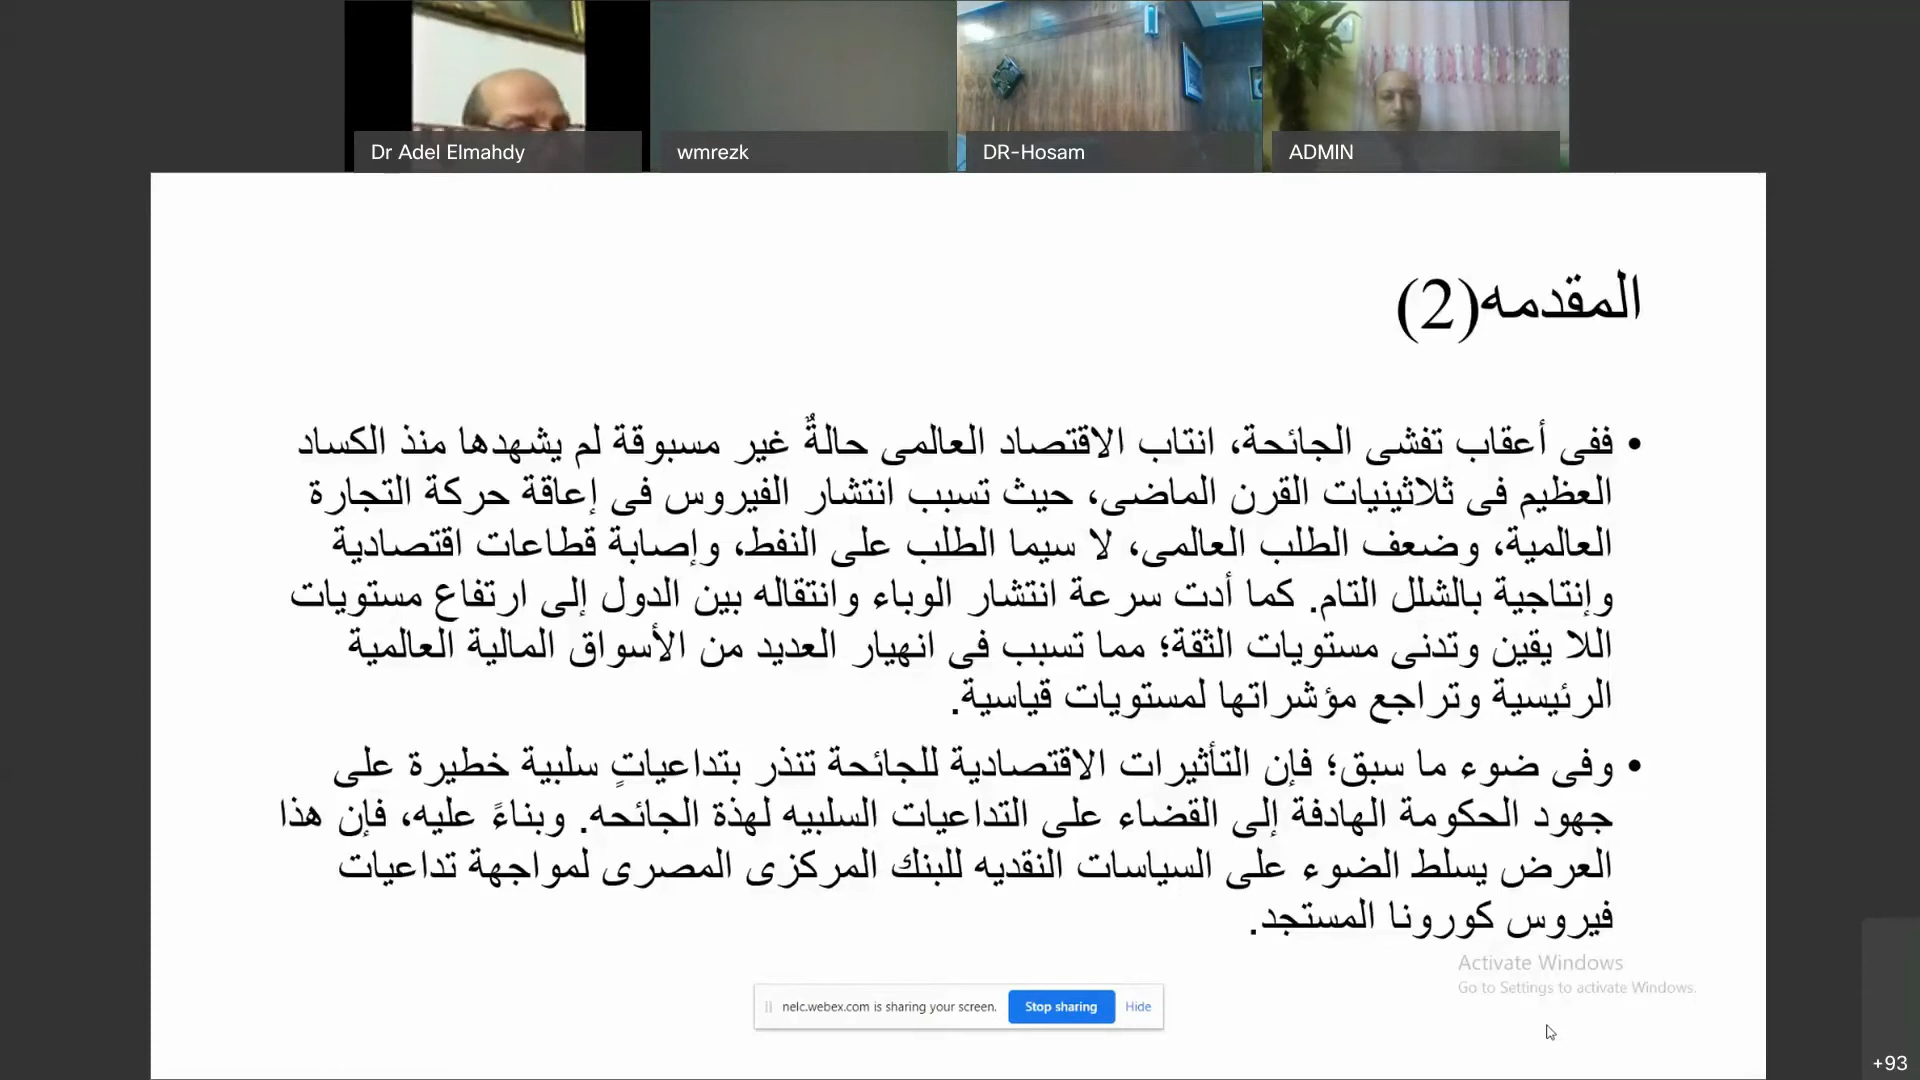 Dr Adel Elmahdy
wmrezk
DR-Hosam
ADMIN
المقدمه(2)
• ففى أعقاب تفشى الجائحة، انتاب الاقتصاد العالمى حالةٌ غير مسبوقة لم يشهدها منذ الكساد
العظيم فى ثلاثينيات القرن الماضى، حيث تسبب انتشار الفيروس فى إعاقة حركة التجارة
العالمية، وضعف الطلب العالمى، لا سيما الطلب على النفط، وإصابة قطاعات اقتصادية
وإنتاجية بالشلل التام. كما أدت سرعة انتشار الوباء وانتقاله بين الدول إلى ارتفاع مستويات
اللا يقين وتدنى مستويات الثقة؛ مما تسبب فى انهيار العديد من الأسواق المالية العالمية
الرئيسية وتراجع مؤشراتها لمستويات قياسية.
• وفى ضوء ما سبق؛ فإن التأثيرات الاقتصادية للجائحة تنذر بتداعياتٍ سلبية خطيرة على
جهود الحكومة الهادفة إلى القضاء على التداعيات السلبيه لهذة الجائحه. وبناءً عليه، فإن هذا
العرض يسلط الضوء على السياسات النقديه للبنك المركزى المصرى لمواجهة تداعيات
فيروس كورونا المستجد.
Activate Windows
Go to Settings to activate Windows.
nelc.webex.com is sharing your screen. Stop sharing Hide
+93